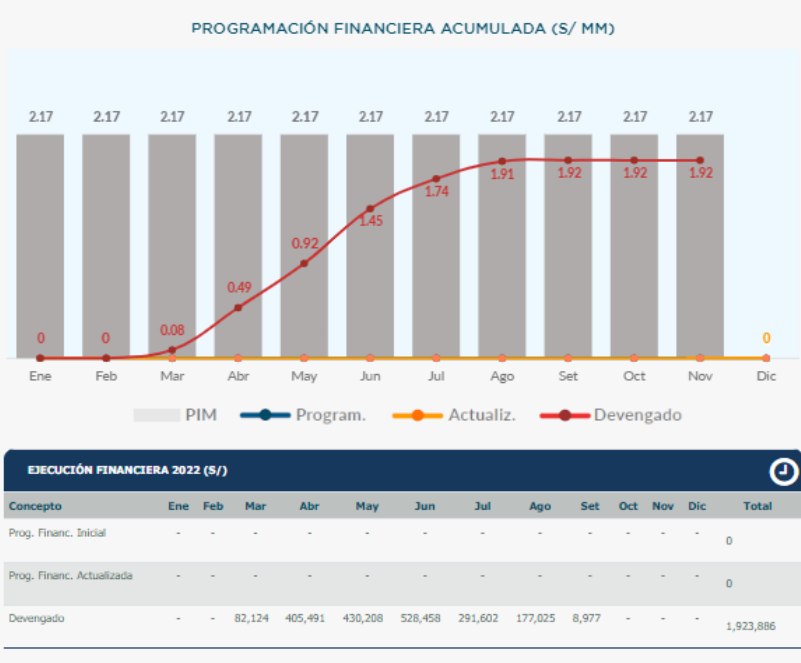 PROGRAMACIÓN FINANCIERA ACUMULADA (S/ MM)
2.17 2.17 2.17 2.17 2.17 2.17 2.17 2.17 2.17 2.17 2.17
0 0 0.08 0.49 0.92 1.45 1.74 1.91 1.92 1.92 1.92 0
Ene Feb Mar Abr May Jun Jul Ago Set Oct Nov Dic
PIM Program. Actualiz. Devengado
EJECUCIÓN FINANCIERA 2022 (S/)
Concepto Ene Feb Mar Abr May Jun Jul Ago Set Oct Nov Dic Total
Prog. Financ. Inicial - - - - - - - - - - - - 0
Prog. Financ. Actualizada - - - - - - - - - - - - 0
Devengado - - 82,124 405,491 430,208 528,458 291,602 177,025 8,977 - - - 1,923,886